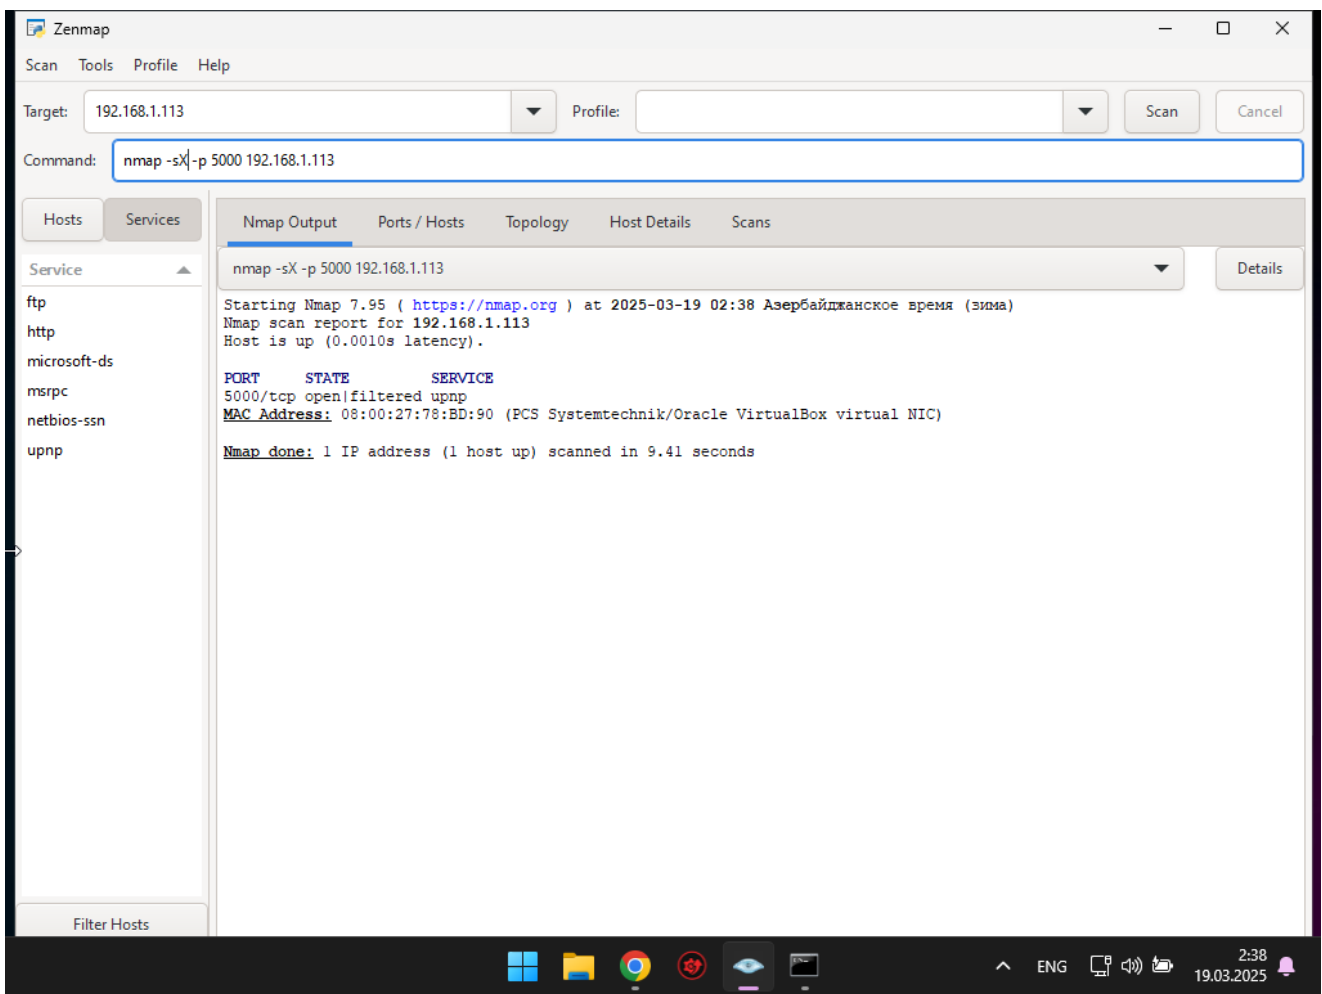 Zenmap
Scan Tools Profile Help
Target: 192.168.1.113 Profile: Scan Cancel
Command: nmap -sX -p 5000 192.168.1.113
Hosts Services
Nmap Output Ports / Hosts Topology Host Details Scans
Service
nmap -sX -p 5000 192.168.1.113 Details
ftp
http
microsoft-ds
msrpc
netbios-ssn
upnp
Starting Nmap 7.95 ( https://nmap.org ) at 2025-03-19 02:38 Азербайджанское время (зима)
Nmap scan report for 192.168.1.113
Host is up (0.0010s latency).
PORT STATE SERVICE
5000/tcp open|filtered upnp
MAC Address: 08:00:27:78:BD:90 (PCS Systemtechnik/Oracle VirtualBox virtual NIC)
Nmap done: 1 IP address (1 host up) scanned in 9.41 seconds
Filter Hosts
ENG
2:38
19.03.2025